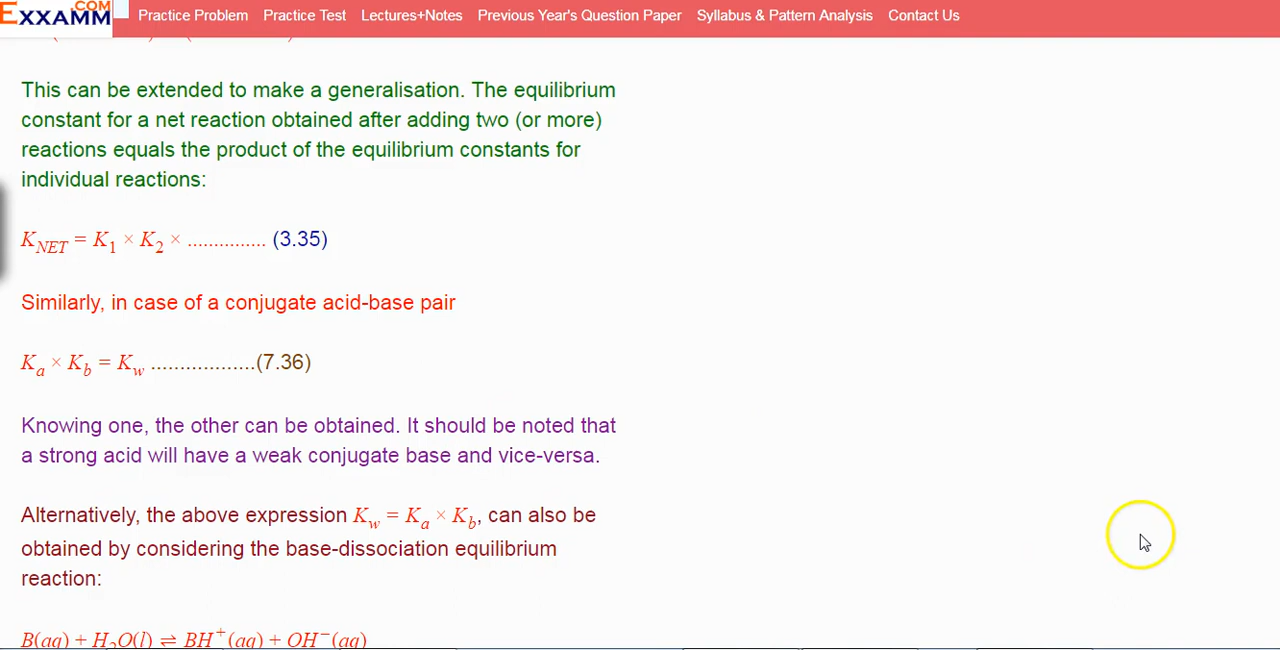 EXXAMM
.COM
Practice Problem Practice Test Lectures+Notes Previous Year's Question Paper Syllabus & Pattern Analysis Contact Us
This can be extended to make a generalisation. The equilibrium
constant for a net reaction obtained after adding two (or more)
reactions equals the product of the equilibrium constants for
individual reactions:
K_NET = K_1 × K_2 × ............... (3.35)
Similarly, in case of a conjugate acid-base pair
K_a × K_b = K_w ..................(7.36)
Knowing one, the other can be obtained. It should be noted that
a strong acid will have a weak conjugate base and vice-versa.
Alternatively, the above expression K_w = K_a × K_b, can also be
obtained by considering the base-dissociation equilibrium
reaction:
B(aq) + H₂O(l) ⇌ BH⁺(aq) + OH⁻(aq)